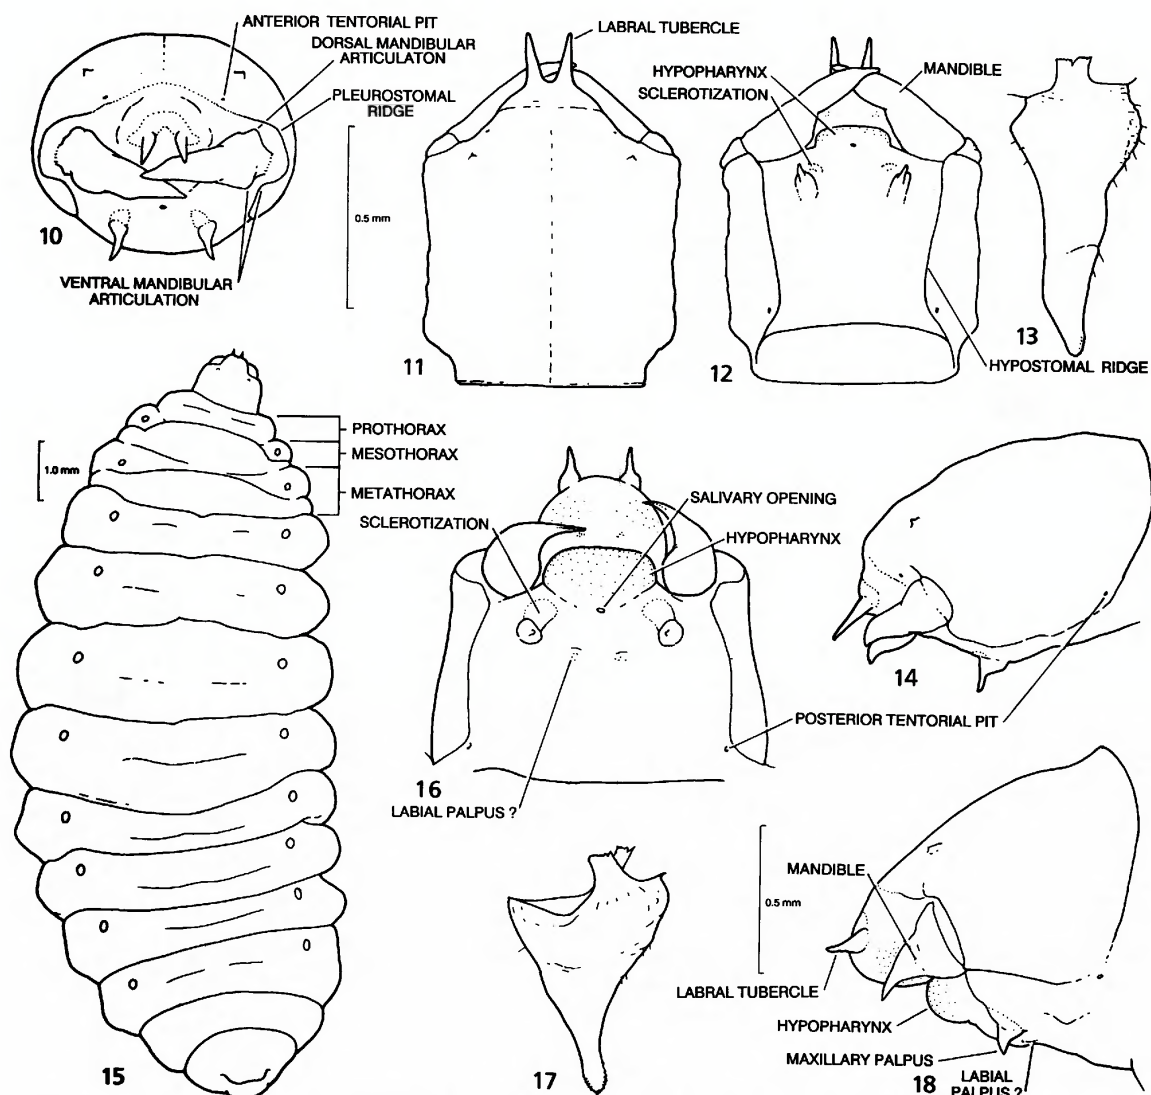 ANTERIOR TENTORIAL PIT
DORSAL MANDIBULAR
ARTICULATON
PLEUROSTOMAL
RIDGE
0.5 mm
10
VENTRAL MANDIBULAR
ARTICULATION
LABRAL TUBERCLE
11
HYPOPHARYNX
SCLEROTIZATION
MANDIBLE
12
HYPOSTOMAL RIDGE
13
PROTHORAX
MESOTHORAX
METATHORAX
1.0 mm
15
SCLEROTIZATION
SALIVARY OPENING
HYPOPHARYNX
16
LABIAL PALPUS ?
14
POSTERIOR TENTORIAL PIT
17
0.5 mm
MANDIBLE
LABRAL TUBERCLE
HYPOPHARYNX
MAXILLARY PALPUS
18
LABIAL
PALPUS ?